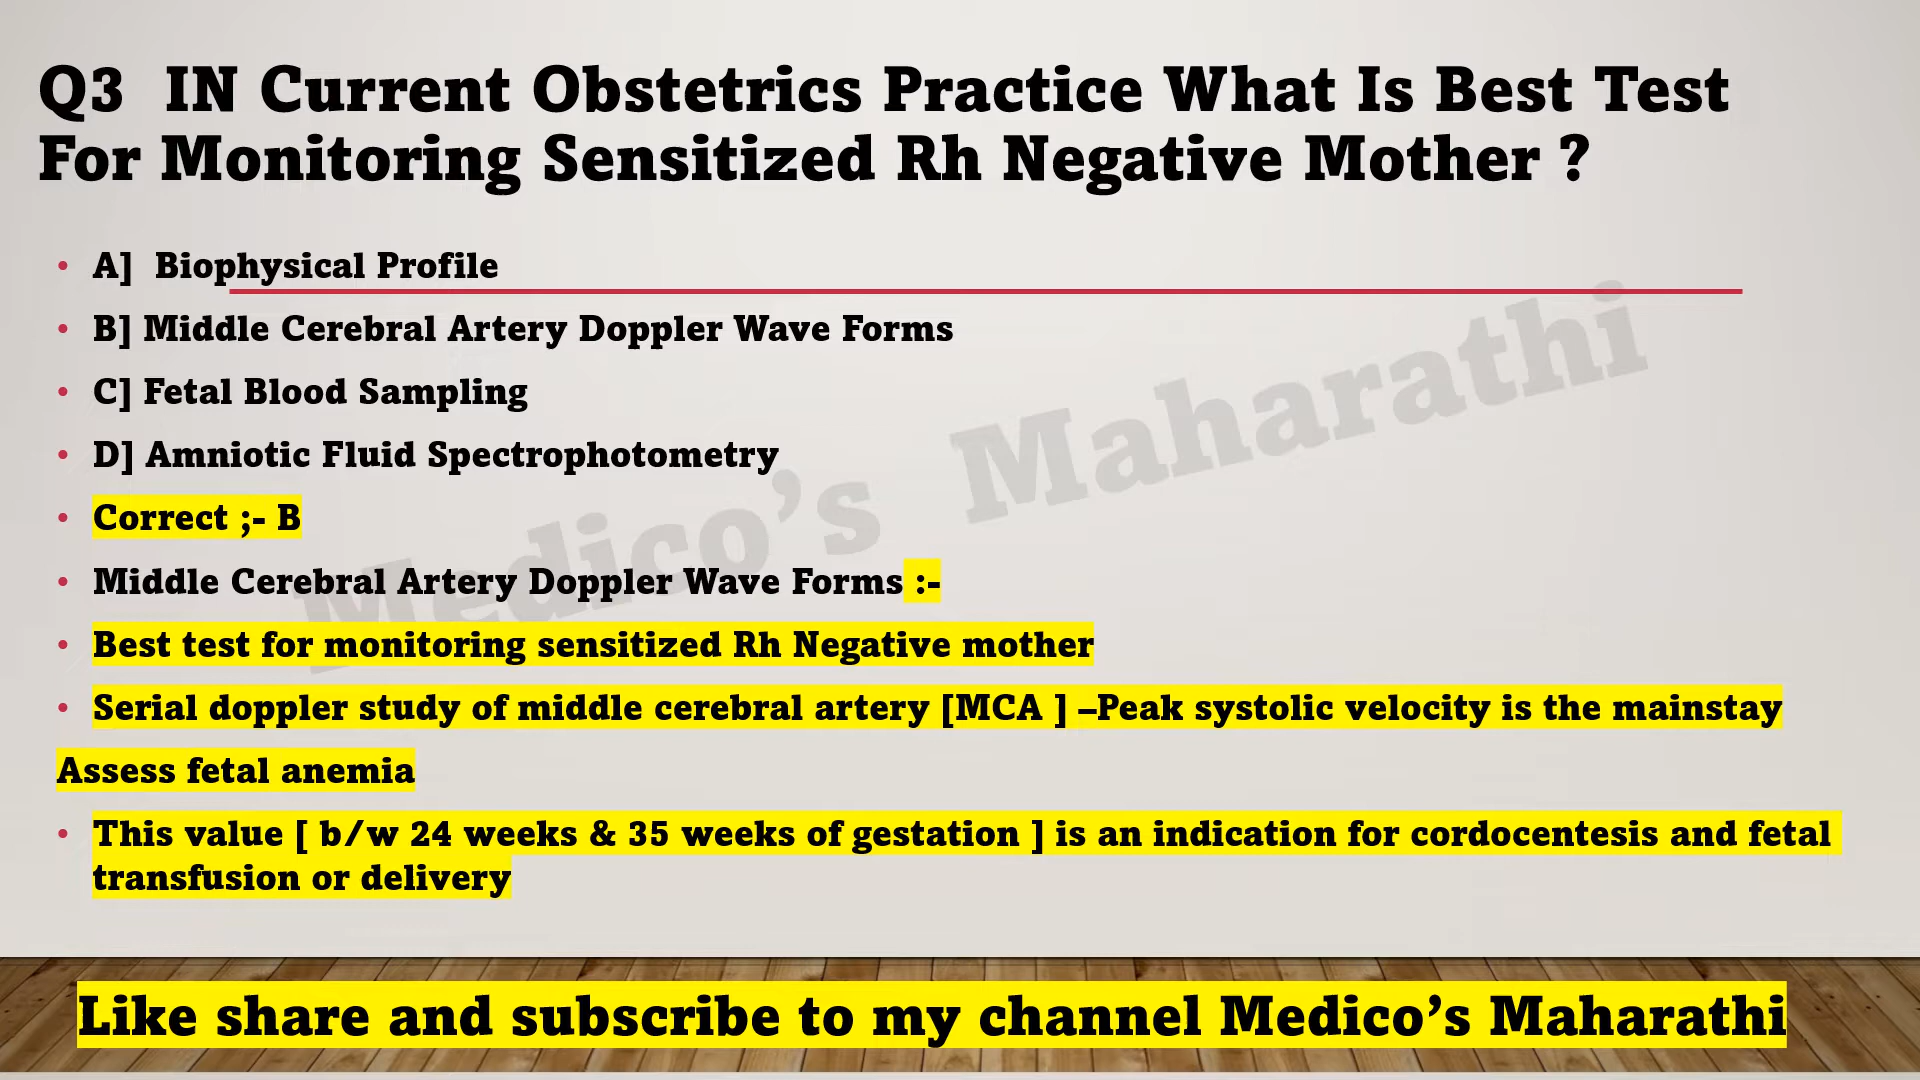 Q3 IN Current Obstetrics Practice What Is Best Test
For Monitoring Sensitized Rh Negative Mother ?
• A] Biophysical Profile
• B] Middle Cerebral Artery Doppler Wave Forms
• C] Fetal Blood Sampling
• D] Amniotic Fluid Spectrophotometry
• Correct ;- B
• Middle Cerebral Artery Doppler Wave Forms :-
• Best test for monitoring sensitized Rh Negative mother
• Serial doppler study of middle cerebral artery [MCA ] –Peak systolic velocity is the mainstay
Assess fetal anemia
• This value [ b/w 24 weeks & 35 weeks of gestation ] is an indication for cordocentesis and fetal
transfusion or delivery
Medico’s Maharathi
Like share and subscribe to my channel Medico’s Maharathi